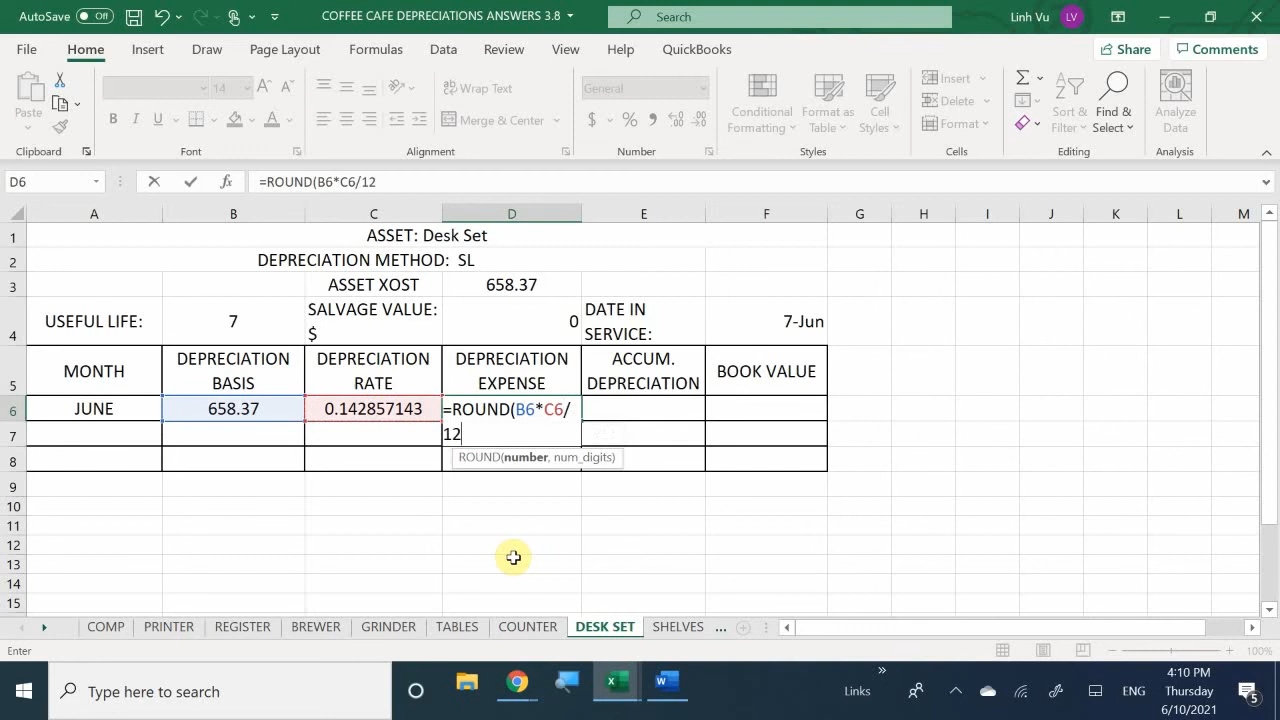 AutoSave Off COFFEE CAFE DEPRECIATIONS ANSWERS 3.8 Search Linh Vu LV
File Home Insert Draw Page Layout Formulas Data Review View Help QuickBooks Share Comments
14 Wrap Text General Insert
Paste B I U Merge & Center $ % Conditional Formatting Format as Table Cell Styles Delete Sort & Filter Find & Select Analyze Data
Format
Clipboard Font Alignment Number Styles Cells Editing Analysis
D6 fx =ROUND(B6*C6/12
A B C D E F G H I J K L M
1 ASSET: Desk Set
2 DEPRECIATION METHOD: SL
3 ASSET XOST 658.37
4 USEFUL LIFE: 7 SALVAGE VALUE: $ 0 DATE IN SERVICE: 7-Jun
5 MONTH DEPRECIATION BASIS DEPRECIATION RATE DEPRECIATION EXPENSE ACCUM. DEPRECIATION BOOK VALUE
6 JUNE 658.37 0.142857143 =ROUND(B6*C6/
7 12
8 ROUND(number, num_digits)
9
10
11
12
13
14
15
COMP PRINTER REGISTER BREWER GRINDER TABLES COUNTER DESK SET SHELVES ...
Enter 100%
Type here to search Links ENG 4:10 PM
Thursday
6/10/2021 5